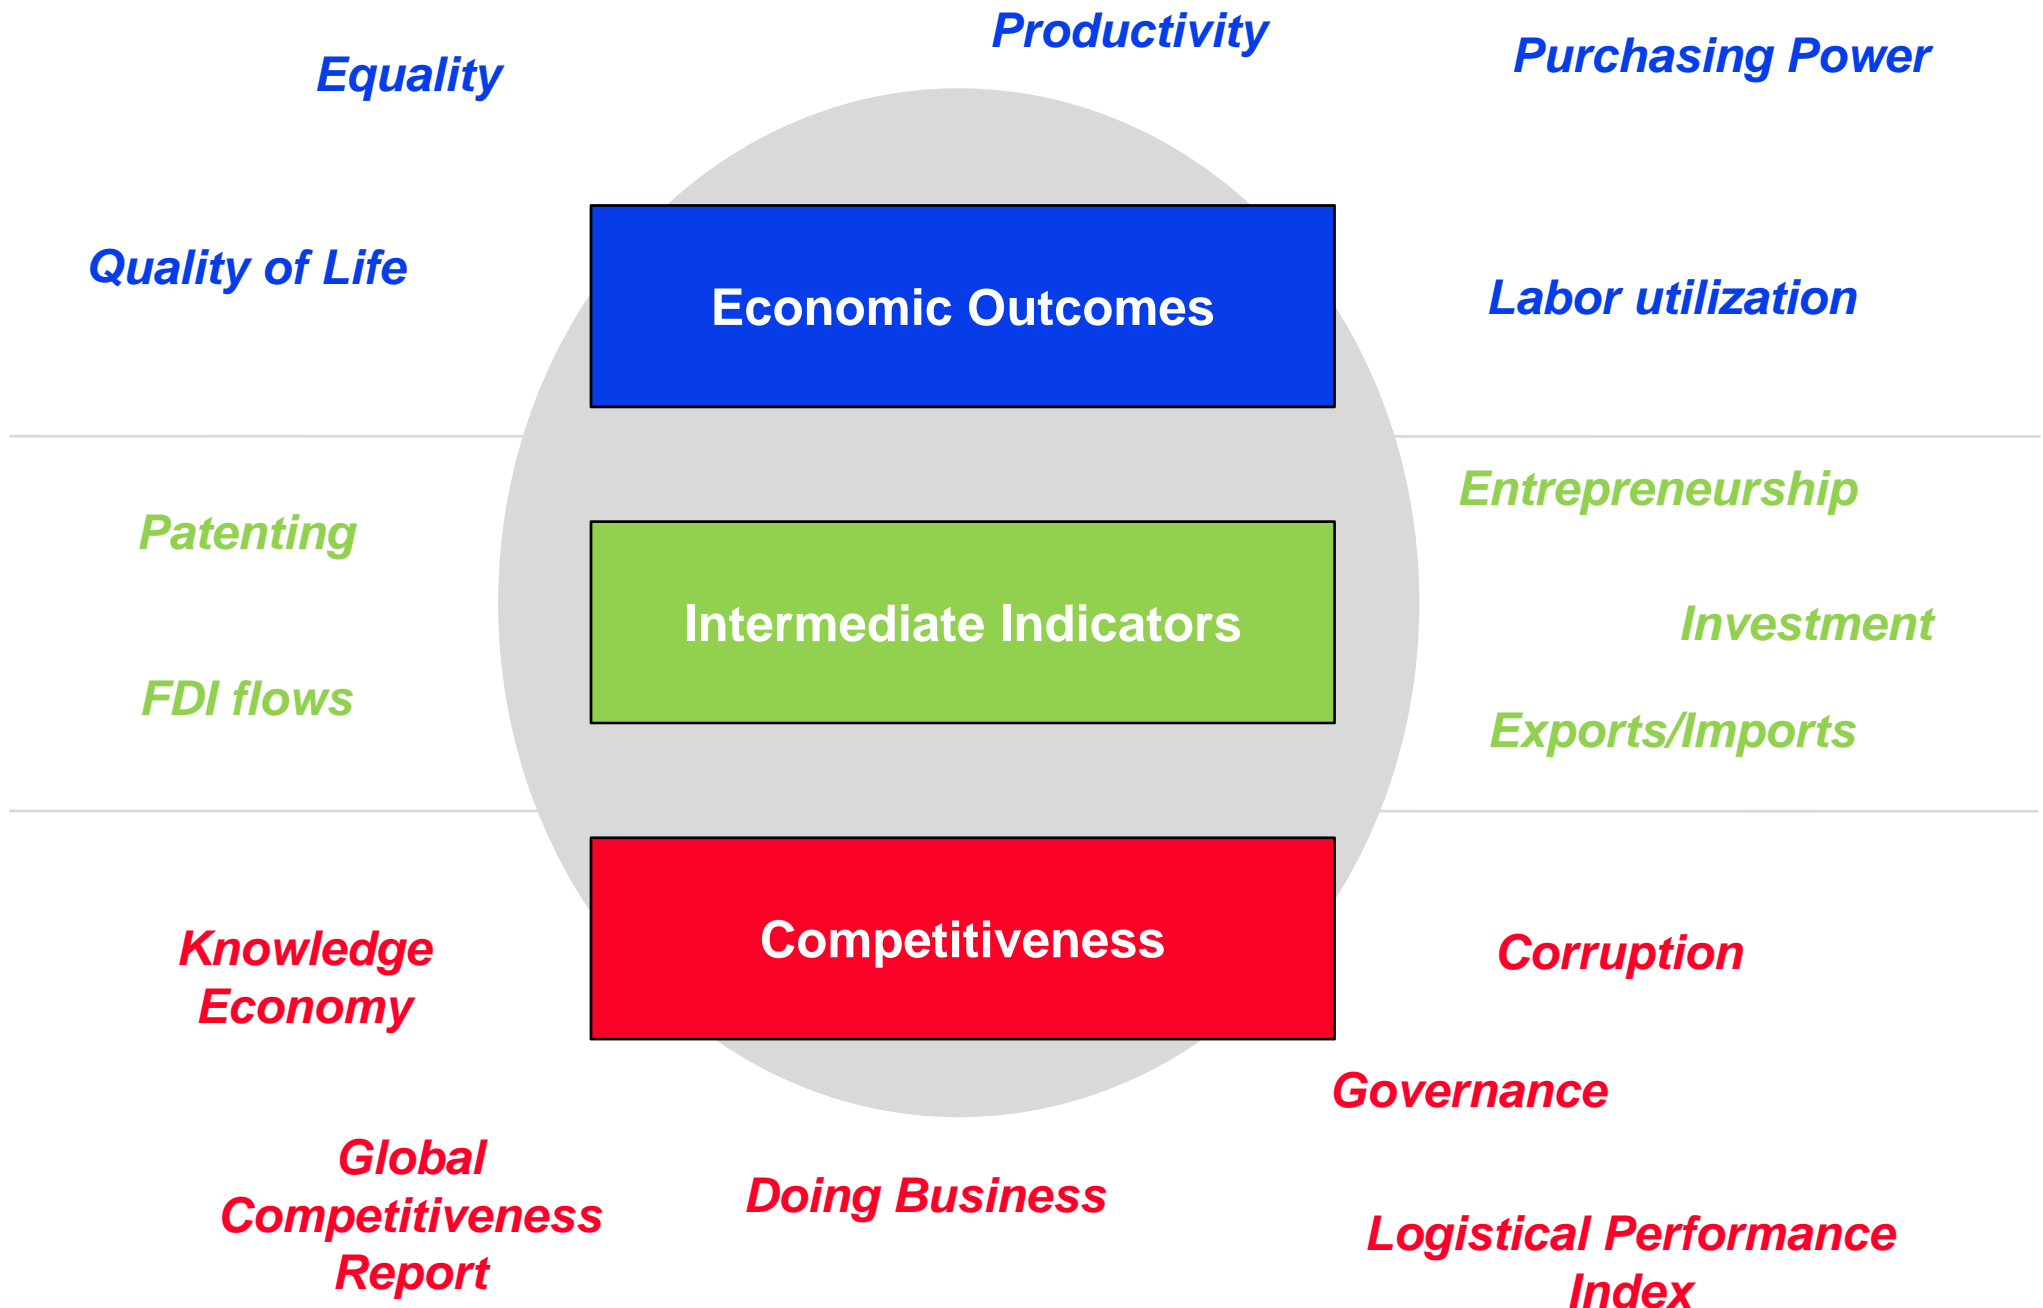 Productivity
Purchasing Power
Equality
Quality of Life
Economic Outcomes
Labor utilization
Entrepreneurship
Patenting
Intermediate Indicators
Investment
FDI flows
Exports/Imports
Knowledge
Economy
Competitiveness
Corruption
Governance
Global
Competitiveness
Report
Doing Business
Logistical Performance
Index